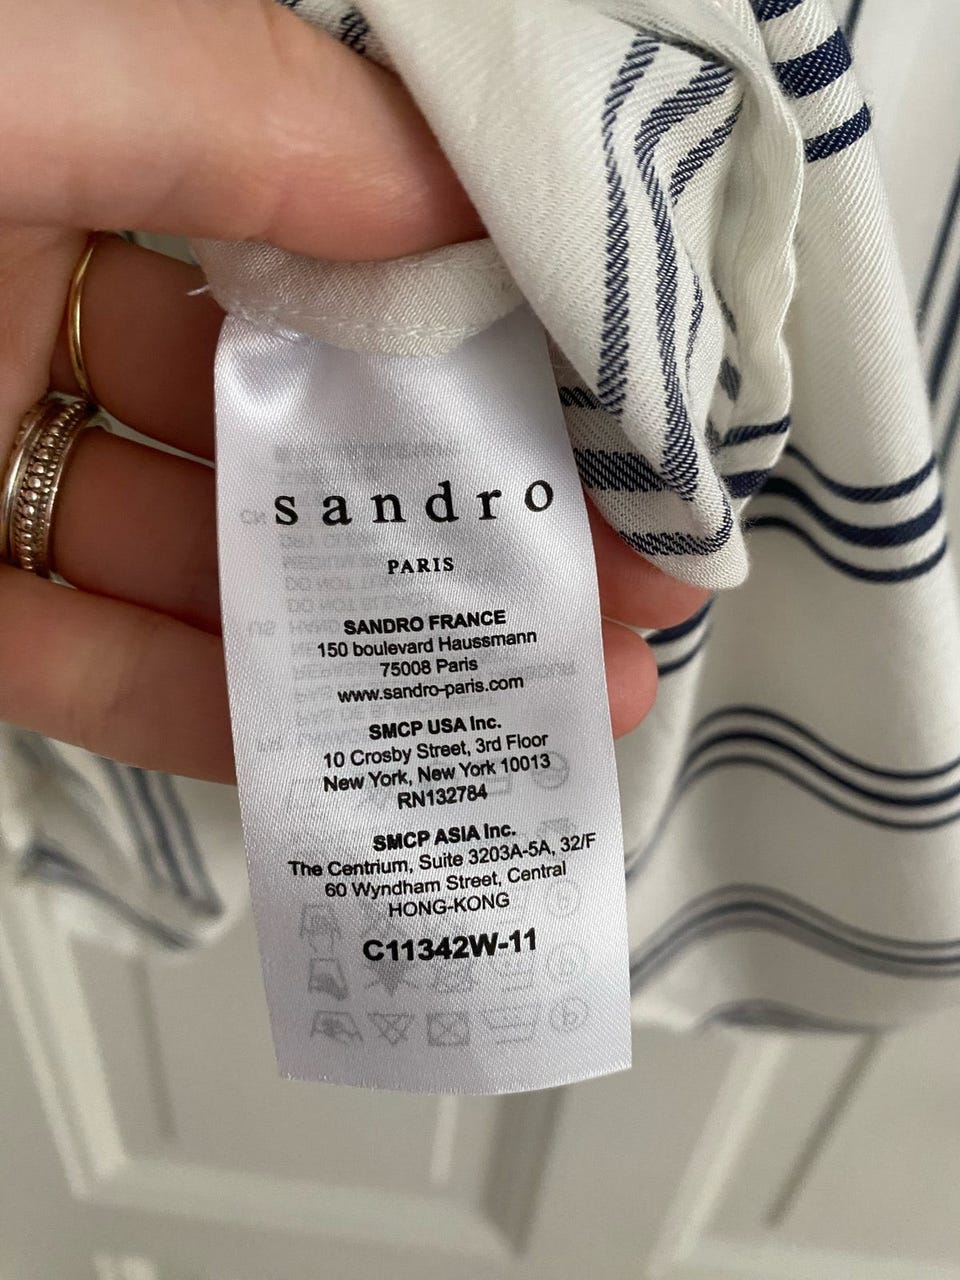 sandro
PARIS
SANDRO FRANCE
150 boulevard Haussmann
75008 Paris
www.sandro-paris.com
SMCP USA Inc.
10 Crosby Street, 3rd Floor
New York, New York 10013
RN132784
SMCP ASIA Inc.
The Centrium, Suite 3203A-5A, 32/F
60 Wyndham Street, Central
HONG-KONG
C11342W-11